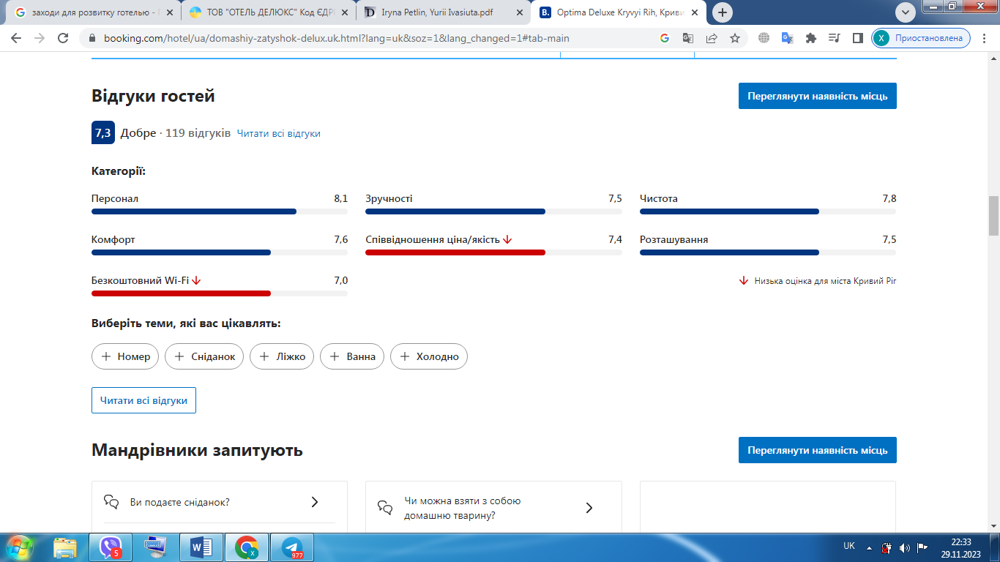 заходи для розвитку готелью -
ТОВ "ОТЕЛЬ ДЕЛЮКС" Код ЄДР
Iryna Petlin, Yurii Ivasiuta.pdf
Optima Deluxe Kryvyi Rih, Криви
booking.com/hotel/ua/domashiy-zatyshok-delux.uk.html?lang=uk&soz=1&lang_changed=1#tab-main
X Приостановлена
Відгуки гостей
Переглянути наявність місць
7,3 Добре · 119 відгуків Читати всі відгуки
Категорії:
Персонал 8,1
Зручності 7,5
Чистота 7,8
Комфорт 7,6
Співвідношення ціна/якість 7,4
Розташування 7,5
Безкоштовний Wi-Fi 7,0
Низька оцінка для міста Кривий Ріг
Виберіть теми, які вас цікавлять:
Номер
Сніданок
Ліжко
Ванна
Холодно
Читати всі відгуки
Мандрівники запитують
Переглянути наявність місць
Ви подаєте сніданок?
Чи можна взяти з собою
домашню тварину?
5
977
UK
22:33
29.11.2023